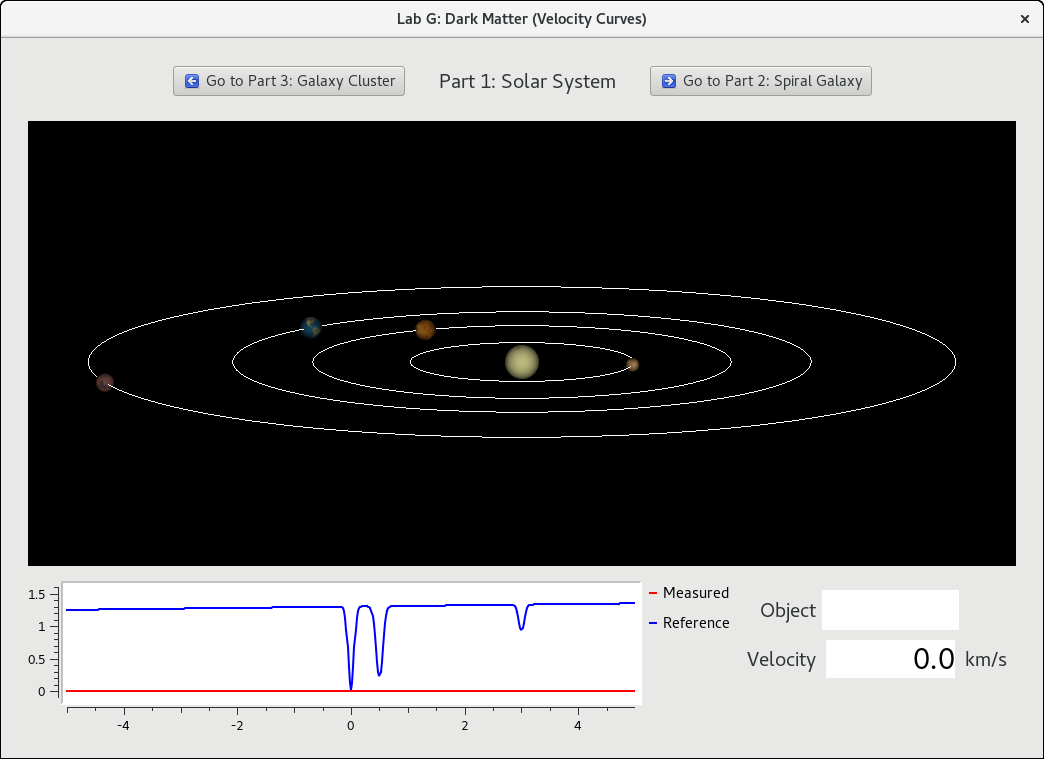 Lab G: Dark Matter (Velocity Curves)
×
Go to Part 3: Galaxy Cluster
Part 1: Solar System
Go to Part 2: Spiral Galaxy
1.5
1
0.5
0
-4
-2
0
2
4
Measured
Reference
Object
Velocity
0.0
km/s